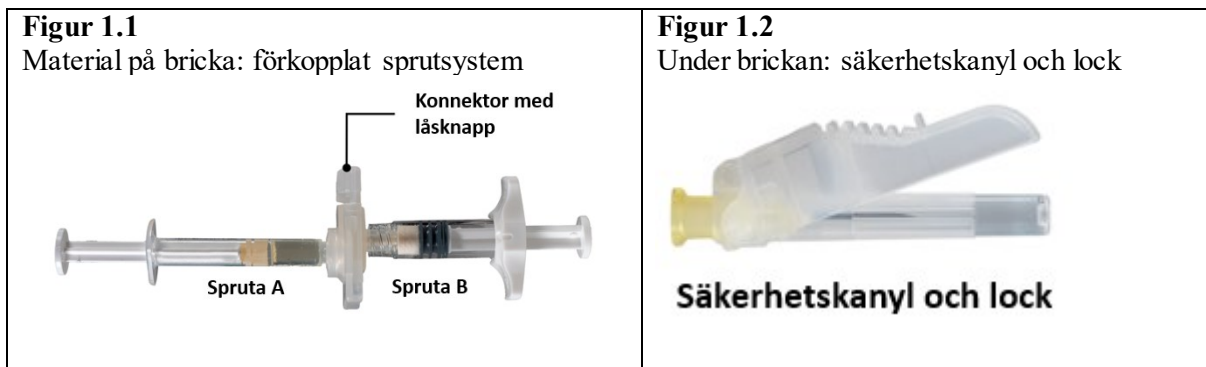 Figur 1.1
Material på bricka: förkopplat sprutsystem
Konnektor med
låsknapp
Spruta A
Spruta B
Figur 1.2
Under brickan: säkerhetskanyl och lock
Säkerhetskanyl och lock